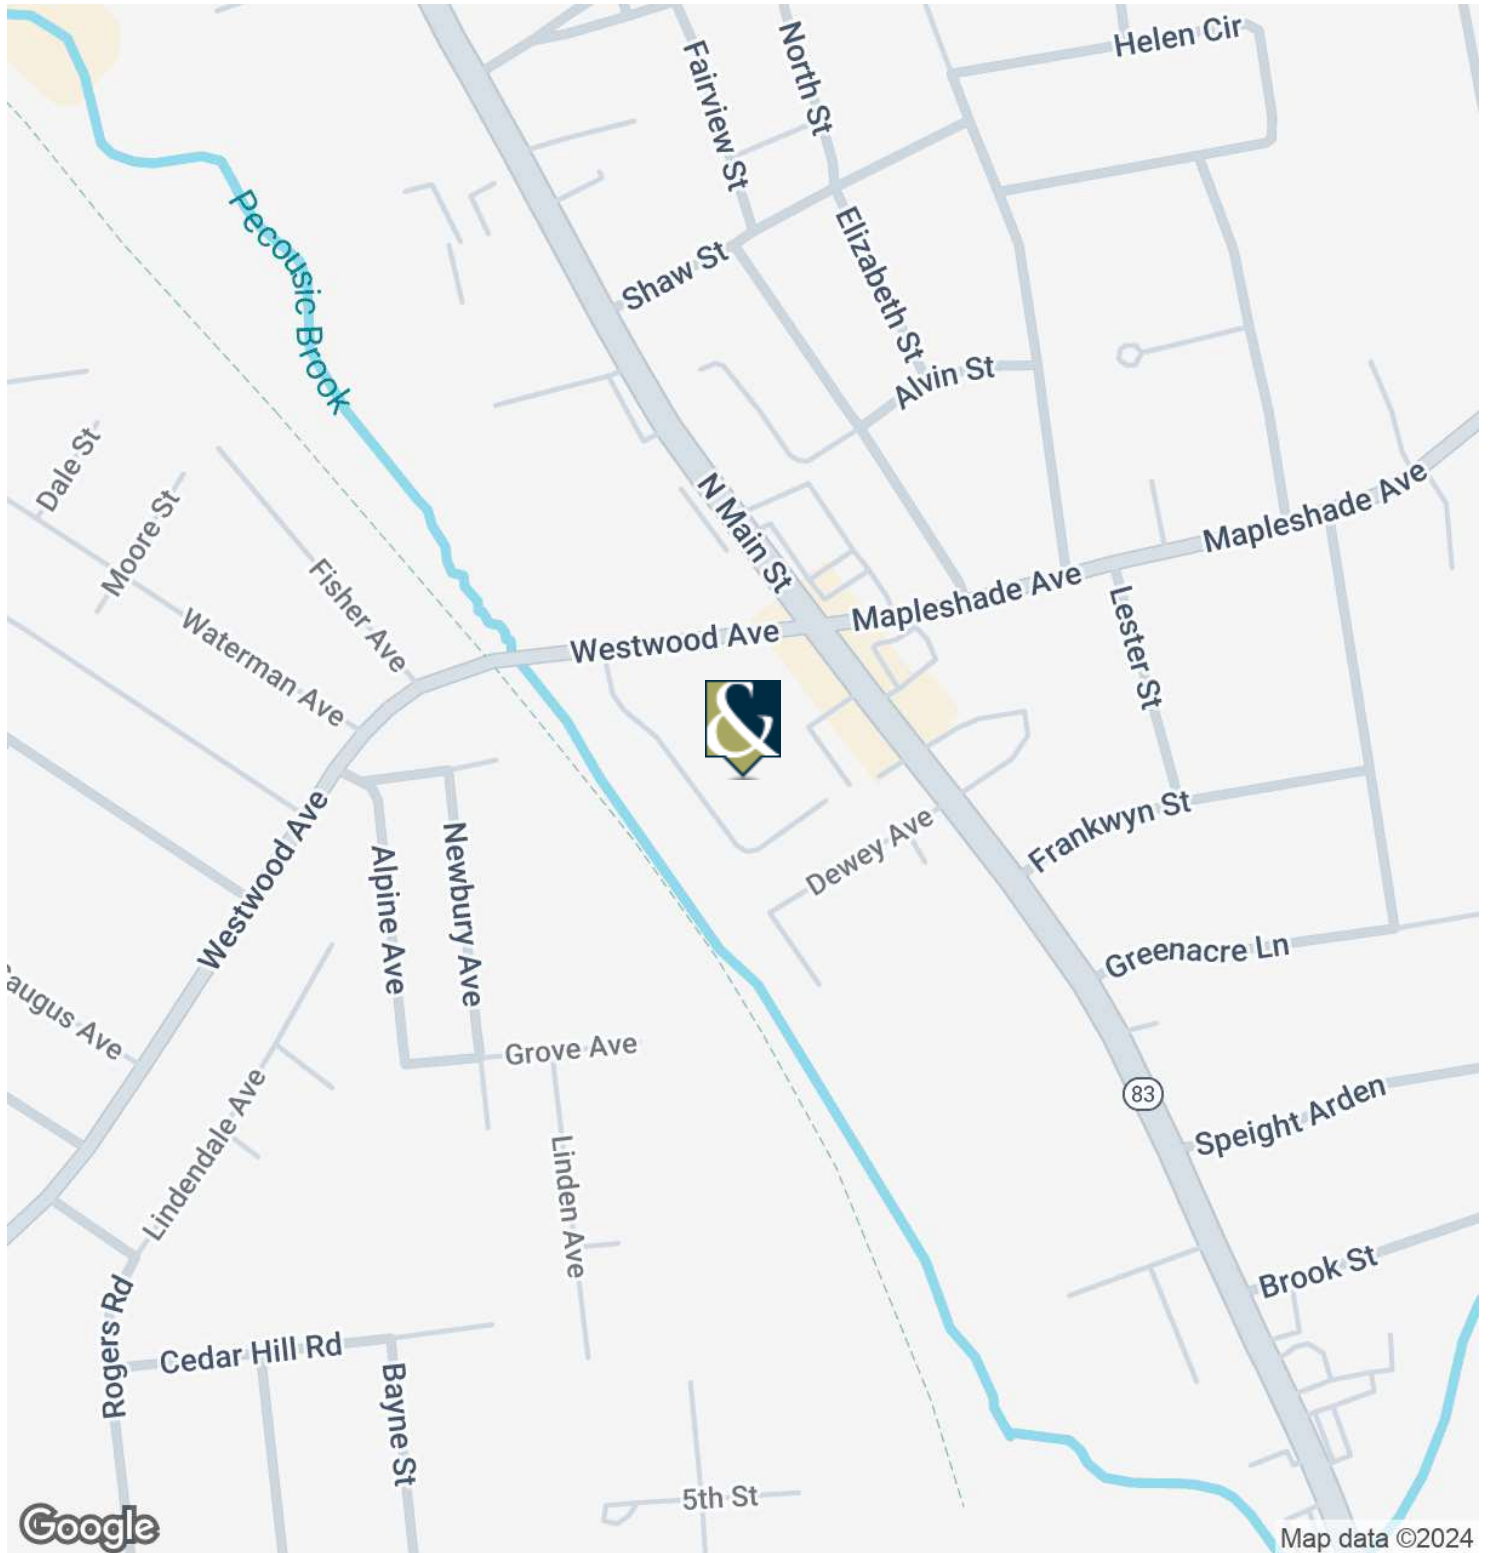 Helen Cir
North St
Fairview St
Pecousic Brook
Elizabeth St
Shaw St
Alvin St
Dale St
Moore St
N Main St
Mapleshade Ave
Mapleshade Ave
Fisher Ave
Westwood Ave
Waterman Ave
Lester St
&
Frankwyn St
Dewey Ave
Westwood Ave
Alpine Ave
Newbury Ave
Greenacre Ln
augus Ave
Grove Ave
83
Speight Arden
Lindendale Ave
Linden Ave
Brook St
Rogers Rd
Cedar Hill Rd
Bayne St
5th St
Google
Map data ©2024